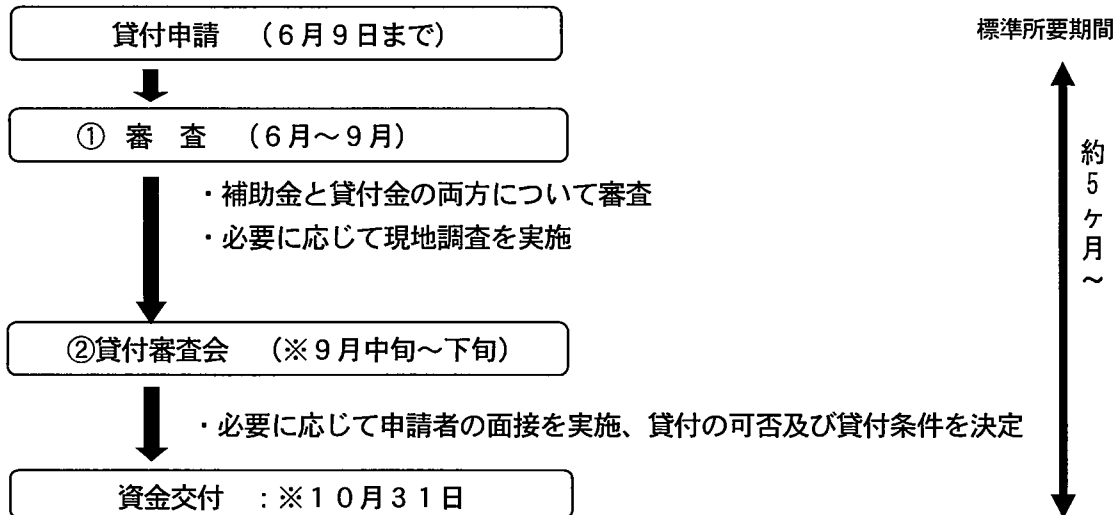 貸付申請 （６月９日まで）
標準所要期間
① 審 査 （６月～９月）
・補助金と貸付金の両方について審査
・必要に応じて現地調査を実施
約５ヶ月～
②貸付審査会 （※９月中旬～下旬）
・必要に応じて申請者の面接を実施、貸付の可否及び貸付条件を決定
資金交付 ：※１０月３１日